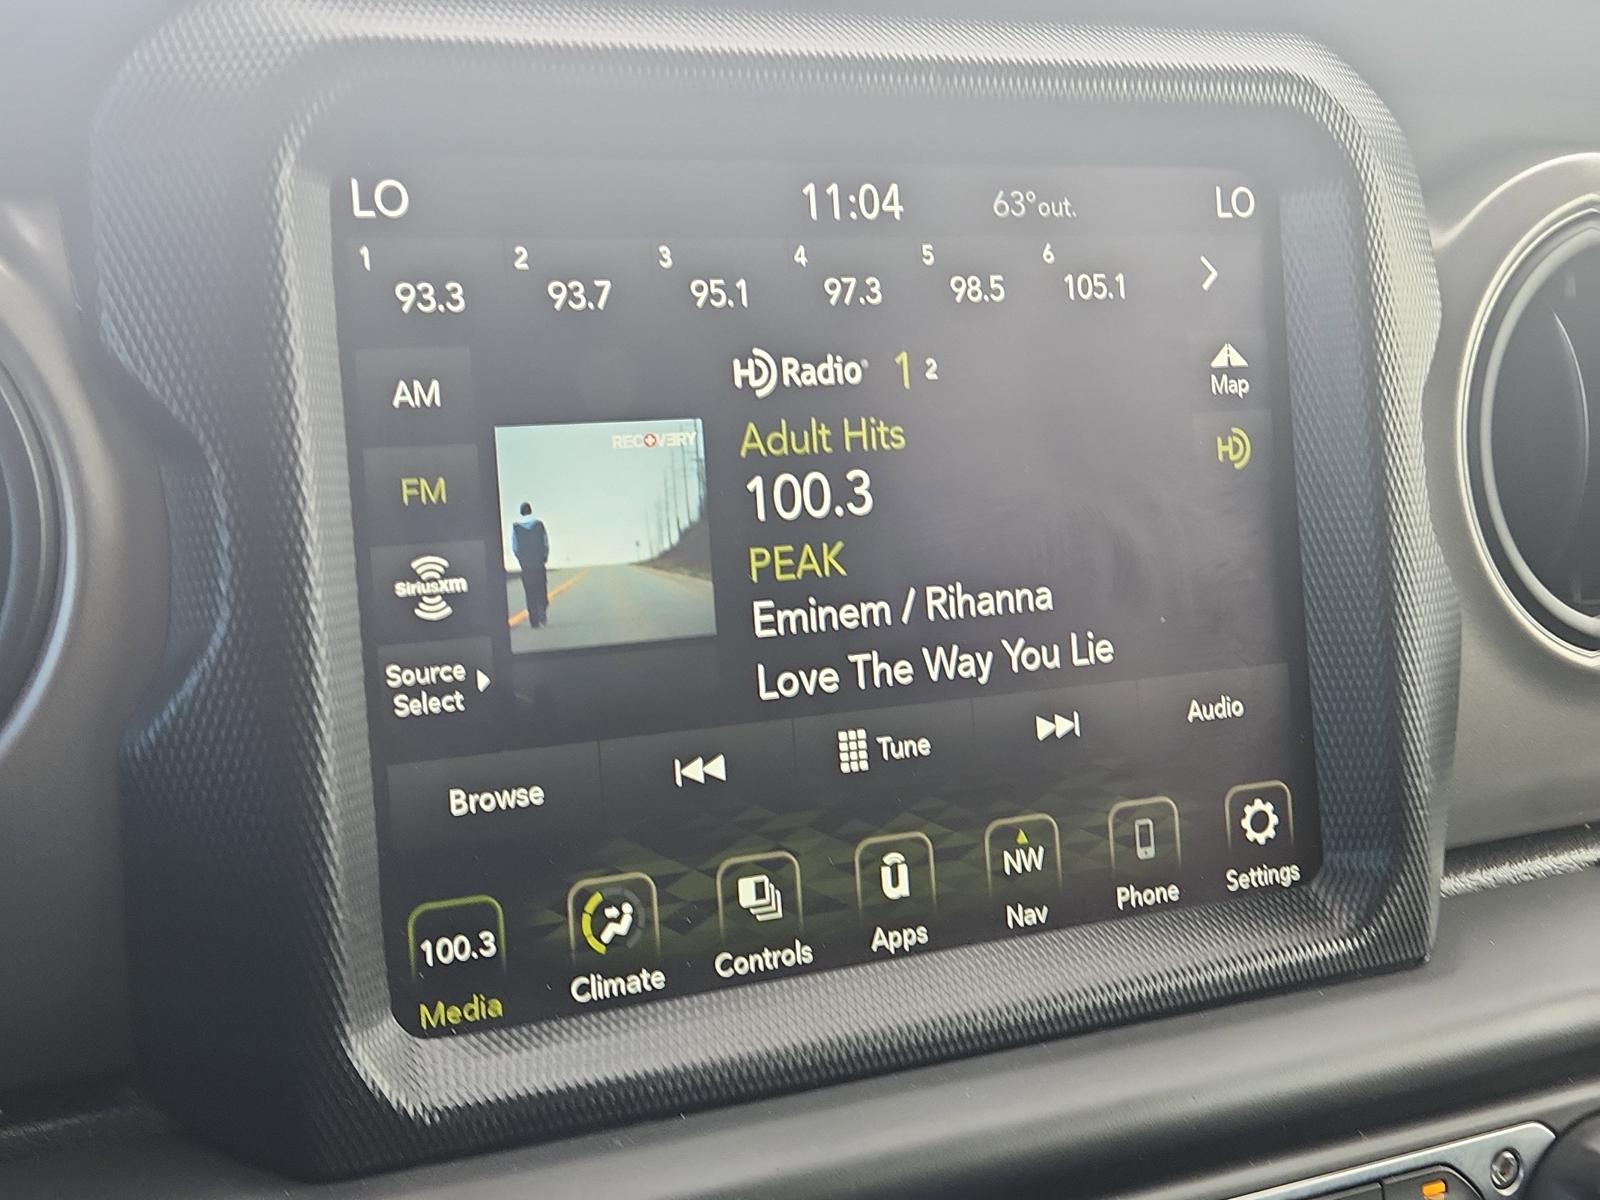 LO 11:04 63°out. LO
1 2 3 4 5 6
93.3 93.7 95.1 97.3 98.5 105.1
AM
FM
SiriusXM
Source
Select
RECOVERY
HD Radio 1 2
Adult Hits
100.3
PEAK
Eminem / Rihanna
Love The Way You Lie
Map
HD
Browse Tune Audio
100.3 NW
Media Climate Controls Apps Nav Phone Settings